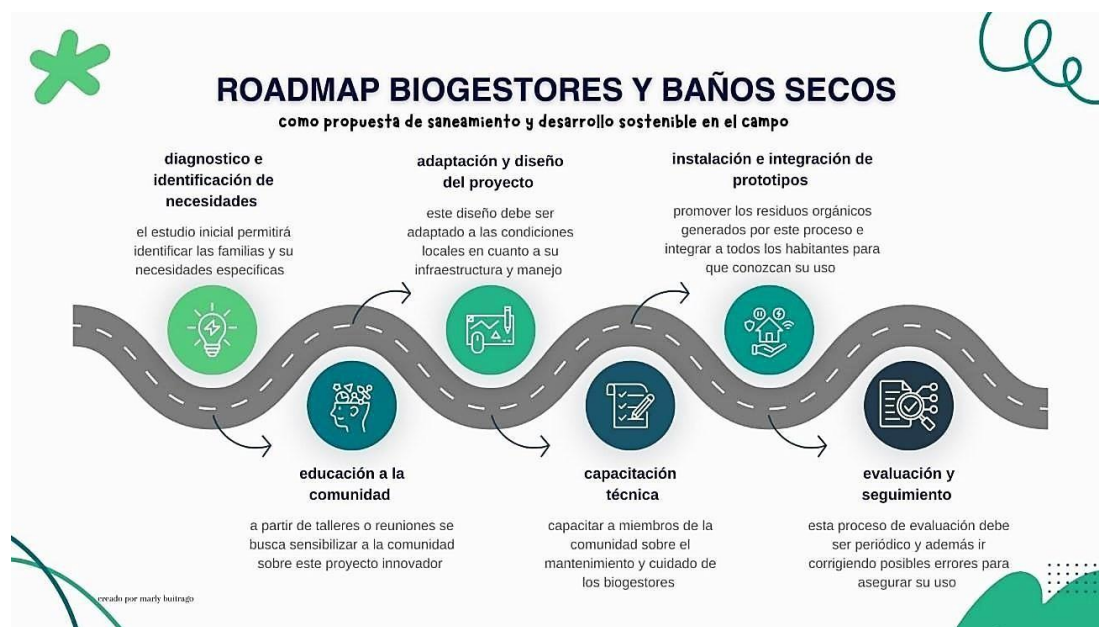 ROADMAP BIOGESTORES Y BAÑOS SECOS
como propuesta de saneamiento y desarrollo sostenible en el campo
diagnostico e
identificación de
necesidades
el estudio inicial permitirá
identificar las familias y su
necesidades especificas
educación a la
comunidad
a partir de talleres o reuniones se
busca sensibilizar a la comunidad
sobre este proyecto innovador
adaptación y diseño
del proyecto
este diseño debe ser
adaptado a las condiciones
locales en cuanto a su
infraestructura y manejo
capacitación
técnica
capacitar a miembros de la
comunidad sobre el
mantenimiento y cuidado de
los biogestores
instalación e integración de
prototipos
promover los residuos orgánicos
generados por este proceso e
integrar a todos los habitantes para
que conozcan su uso
evaluación y
seguimiento
esta proceso de evaluación debe
ser periódico y además ir
corrigiendo posibles errores para
asegurar su uso
creado por marly buitrago